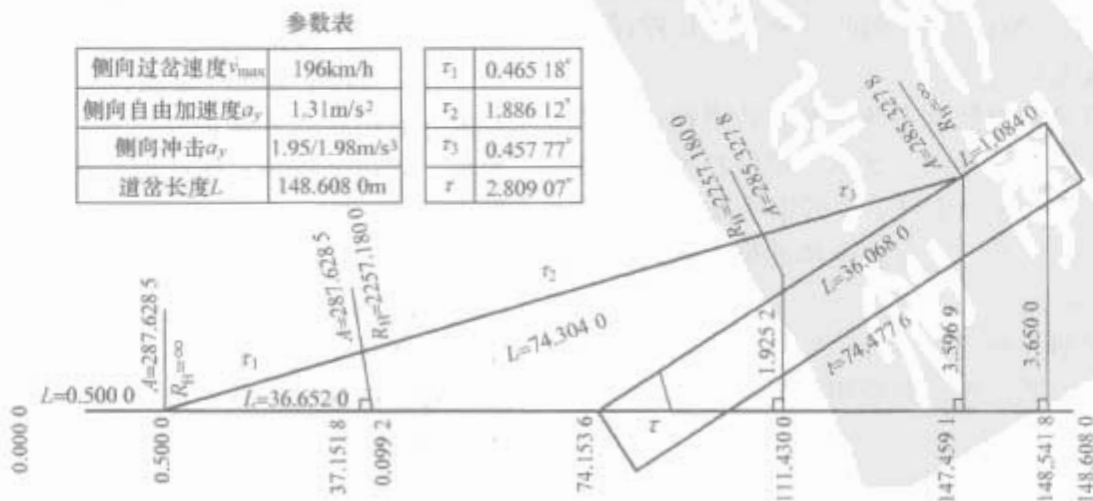 参数表
侧向过岔速度vmax 196km/h
侧向自由加速度ay 1.31m/s²
侧向冲击ay 1.95/1.98m/s³
道岔长度L 148.608 0m
τ1 0.465 18°
τ2 1.886 12°
τ3 0.457 77°
τ 2.809 07°
A=285.327 8
RH=∞
L=1.084 0
RH=2257.180 0
A=285.327 8
τ3
A=287.628 5
RH=2257.180 0
τ2
L=36.068 0
A=287.628 5
RH=∞
τ1
L=74.304 0
1.925 2
t=74.477 6
3.596 9
3.650 0
L=0.500 0
L=36.652 0
τ
0.000 0
0.500 0
37.151 8
0.099 2
74.153 6
111.430 0
147.459 1
148.541 8
148.608 0